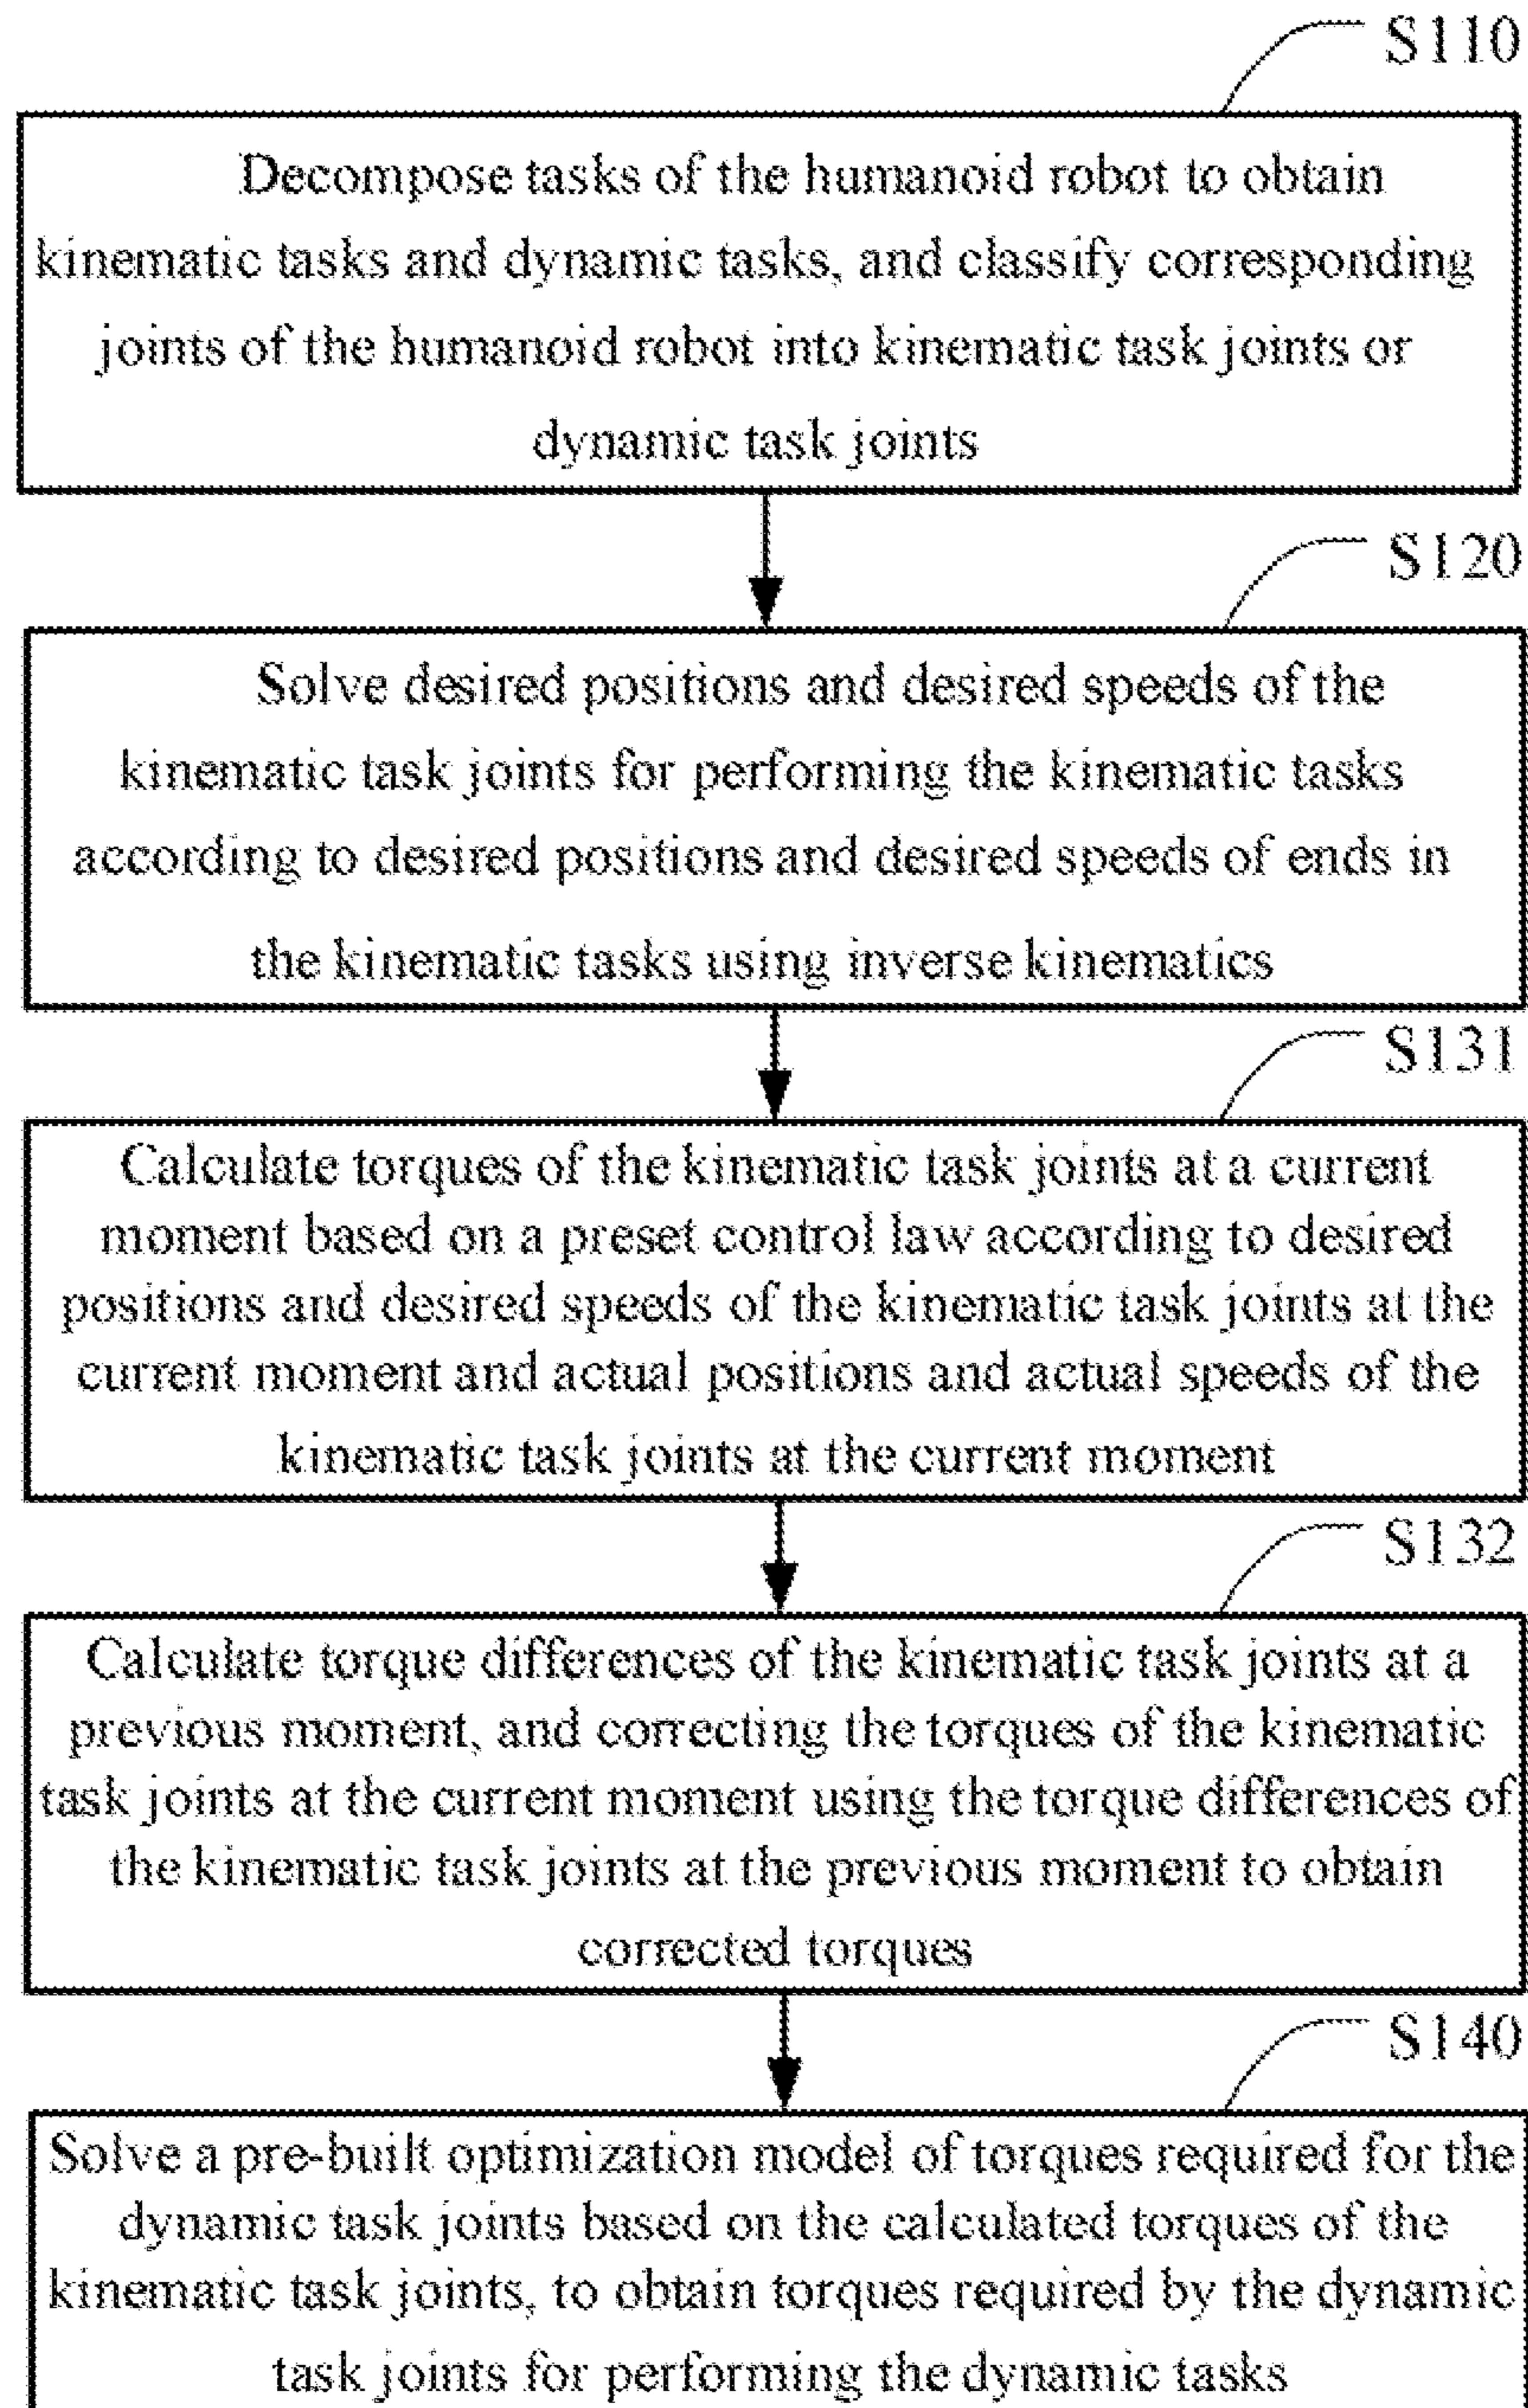 S110
Decompose tasks of the humanoid robot to obtain
kinematic tasks and dynamic tasks, and classify corresponding
joints of the humanoid robot into kinematic task joints or
dynamic task joints
S120
Solve desired positions and desired speeds of the
kinematic task joints for performing the kinematic tasks
according to desired positions and desired speeds of ends in
the kinematic tasks using inverse kinematics
S131
Calculate torques of the kinematic task joints at a current
moment based on a preset control law according to desired
positions and desired speeds of the kinematic task joints at the
current moment and actual positions and actual speeds of the
kinematic task joints at the current moment
S132
Calculate torque differences of the kinematic task joints at a
previous moment, and correcting the torques of the kinematic
task joints at the current moment using the torque differences of
the kinematic task joints at the previous moment to obtain
corrected torques
S140
Solve a pre-built optimization model of torques required for the
dynamic task joints based on the calculated torques of the
kinematic task joints, to obtain torques required by the dynamic
task joints for performing the dynamic tasks